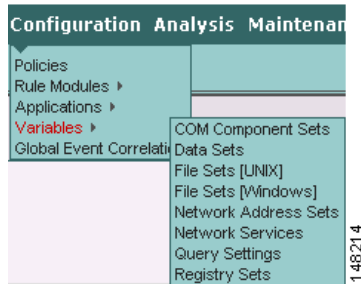 Configuration Analysis Maintenan
Policies
Rule Modules
Applications
Variables
Global Event Correlati
COM Component Sets
Data Sets
File Sets [UNIX]
File Sets [Windows]
Network Address Sets
Network Services
Query Settings
Registry Sets
148214